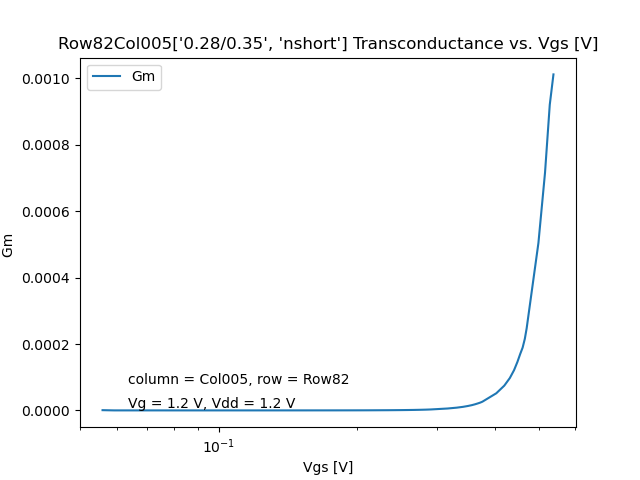 Row82Col005['0.28/0.35', 'nshort'] Transconductance vs. Vgs [V]
Gm
0.0010
0.0008
0.0006
0.0004
0.0002
0.0000
Gm
column = Col005, row = Row82
Vg = 1.2 V, Vdd = 1.2 V
10⁻¹
Vgs [V]